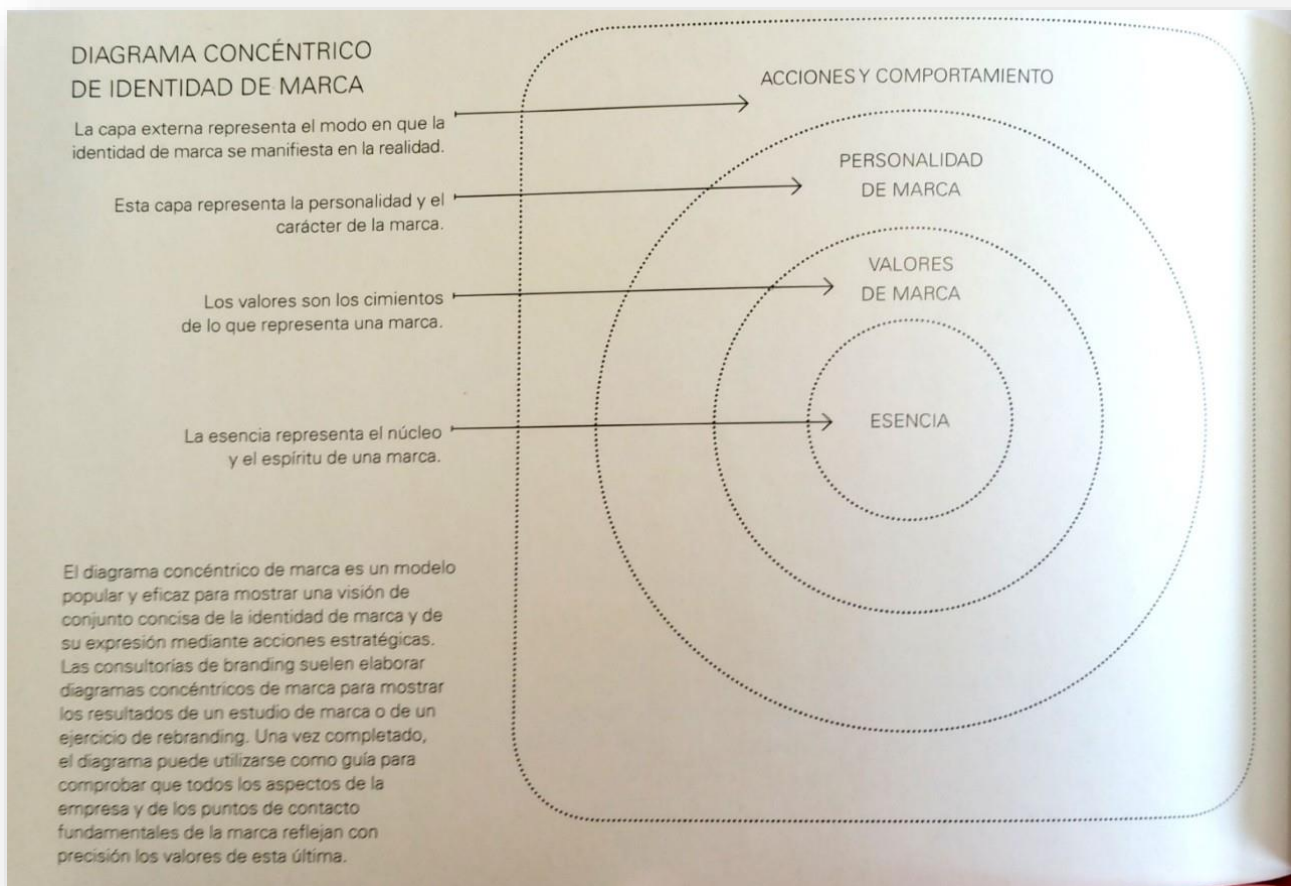 DIAGRAMA CONCÉNTRICO
DE IDENTIDAD DE MARCA
La capa externa representa el modo en que la
identidad de marca se manifiesta en la realidad.
Esta capa representa la personalidad y el
carácter de la marca.
Los valores son los cimientos
de lo que representa una marca.
La esencia representa el núcleo
y el espíritu de una marca.
El diagrama concéntrico de marca es un modelo
popular y eficaz para mostrar una visión de
conjunto concisa de la identidad de marca y de
su expresión mediante acciones estratégicas.
Las consultorías de branding suelen elaborar
diagramas concéntricos de marca para mostrar
los resultados de un estudio de marca o de un
ejercicio de rebranding. Una vez completado,
el diagrama puede utilizarse como guía para
comprobar que todos los aspectos de la
empresa y de los puntos de contacto
fundamentales de la marca reflejan con
precisión los valores de esta última.
ACCIONES Y COMPORTAMIENTO
PERSONALIDAD
DE MARCA
VALORES
DE MARCA
ESENCIA